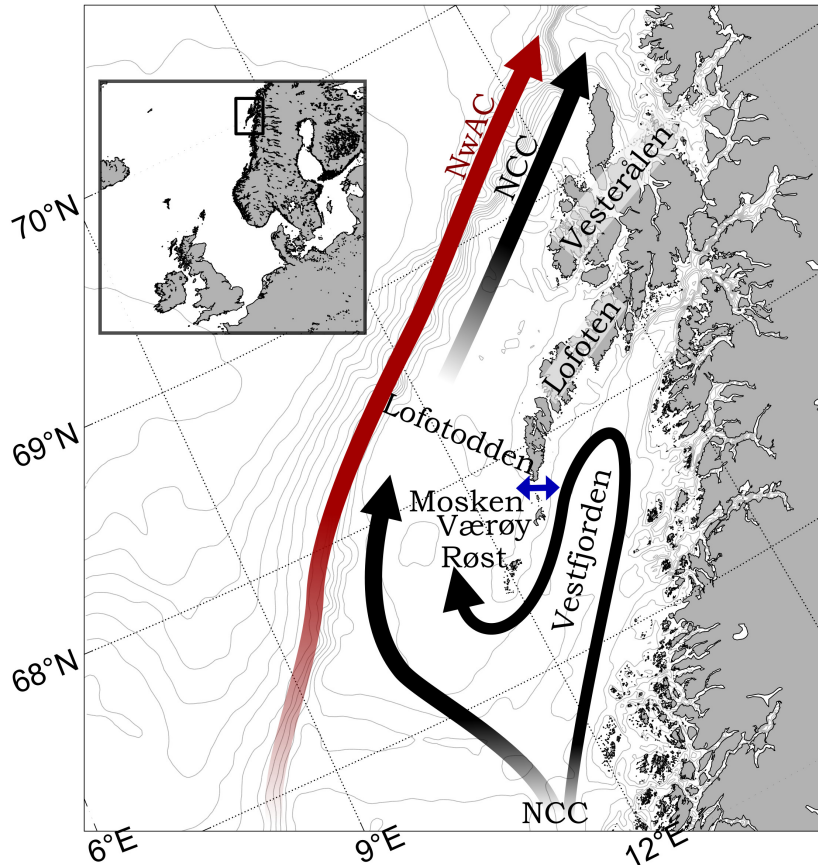 NwAC
NCC
Vesterålen
70°N
Lofoten
69°N
Lofotodden
Mosken
Værøy
Røst
Vestfjorden
68°N
NCC
6°E
9°E
12°E